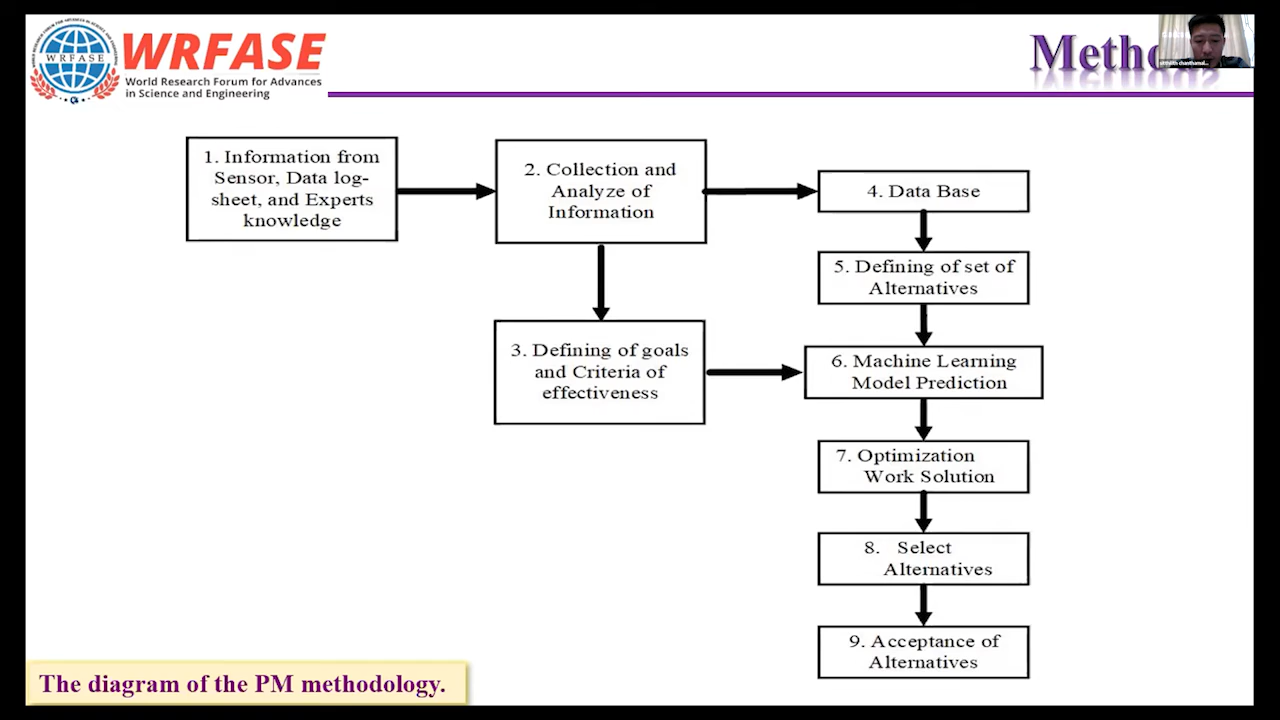 WRFASE
WRFASE
World Research Forum for Advances
in Science and Engineering
1. Information from
Sensor, Data log-
sheet, and Experts
knowledge
2. Collection and
Analyze of
Information
3. Defining of goals
and Criteria of
effectiveness
4. Data Base
5. Defining of set of
Alternatives
6. Machine Learning
Model Prediction
7. Optimization
Work Solution
8. Select
Alternatives
9. Acceptance of
Alternatives
The diagram of the PM methodology.